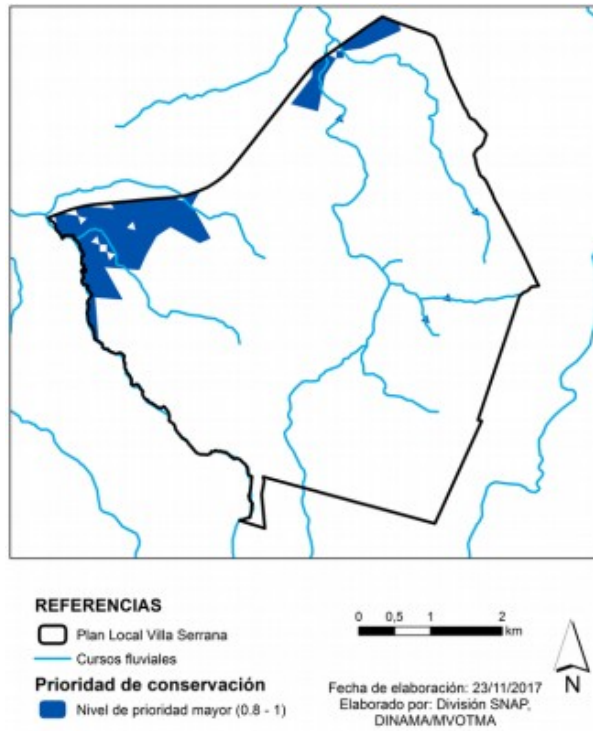 REFERENCIAS
Plan Local Villa Serrana
Cursos fluviales
Prioridad de conservación
Nivel de prioridad mayor (0.8 - 1)
0 0,5 1 2
km
Fecha de elaboración: 23/11/2017
Elaborado por: División SNAP,
DINAMA/MVOTMA
N